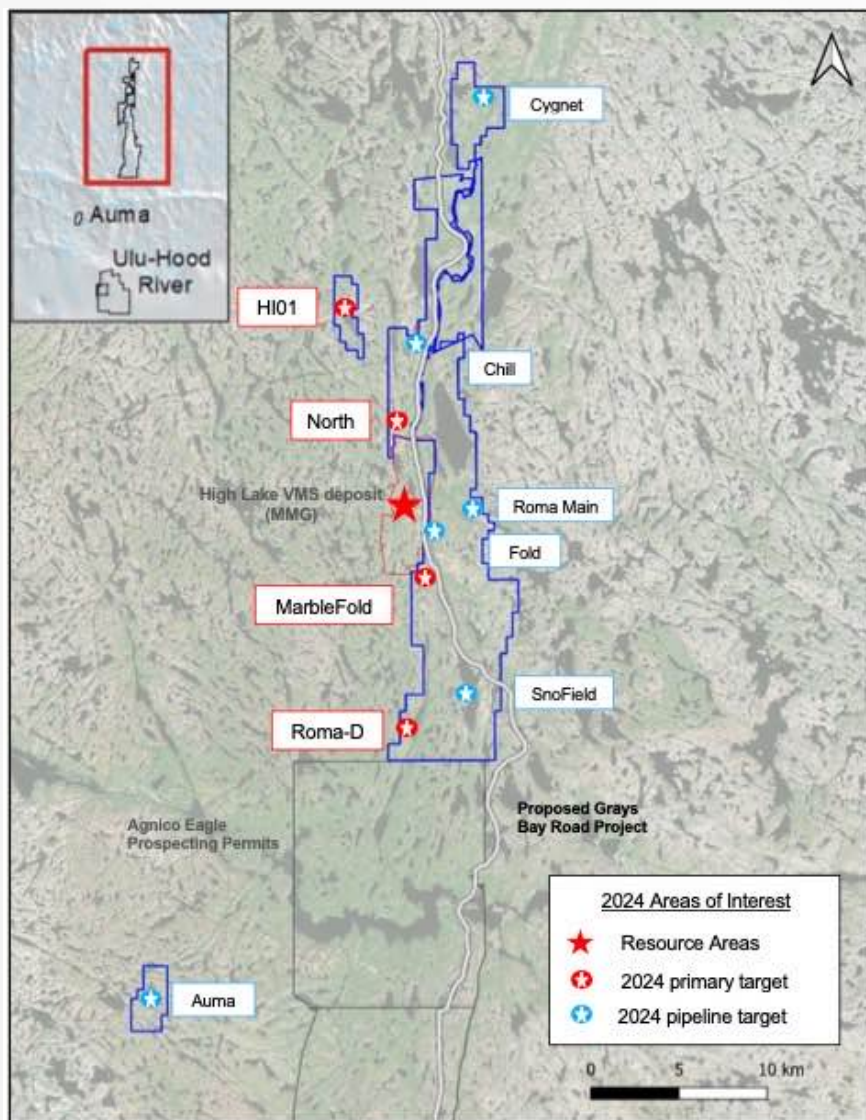 Auma
Ulu-Hood
River
Cygnet
HI01
Chill
North
High Lake VMS deposit
(MMG)
Roma Main
Fold
MarbleFold
SnoField
Roma-D
Agnico Eagle
Prospecting Permits
Proposed Grays
Bay Road Project
Auma
2024 Areas of Interest
Resource Areas
2024 primary target
2024 pipeline target
0 5 10 km